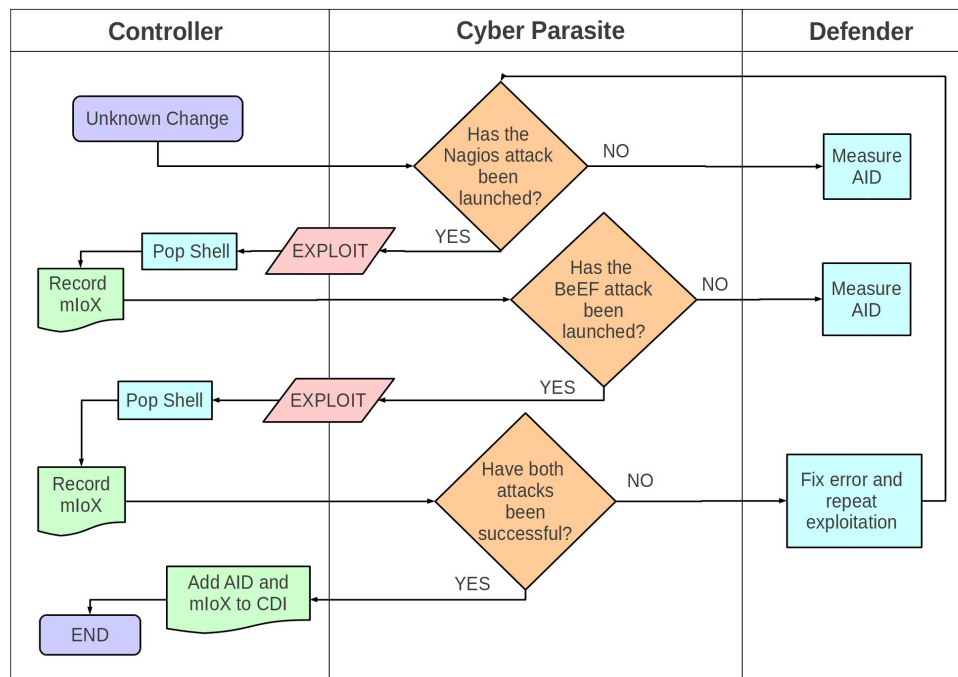 Controller
Cyber Parasite
Defender
Unknown Change
Has the
Nagios attack
been
launched?
NO
Measure
AID
YES
EXPLOIT
Pop Shell
Record
mIoX
Has the
BeEF attack
been
launched?
NO
Measure
AID
YES
EXPLOIT
Pop Shell
Record
mIoX
Have both
attacks
been
successful?
NO
Fix error and
repeat
exploitation
YES
Add AID and
mIoX to CDI
END